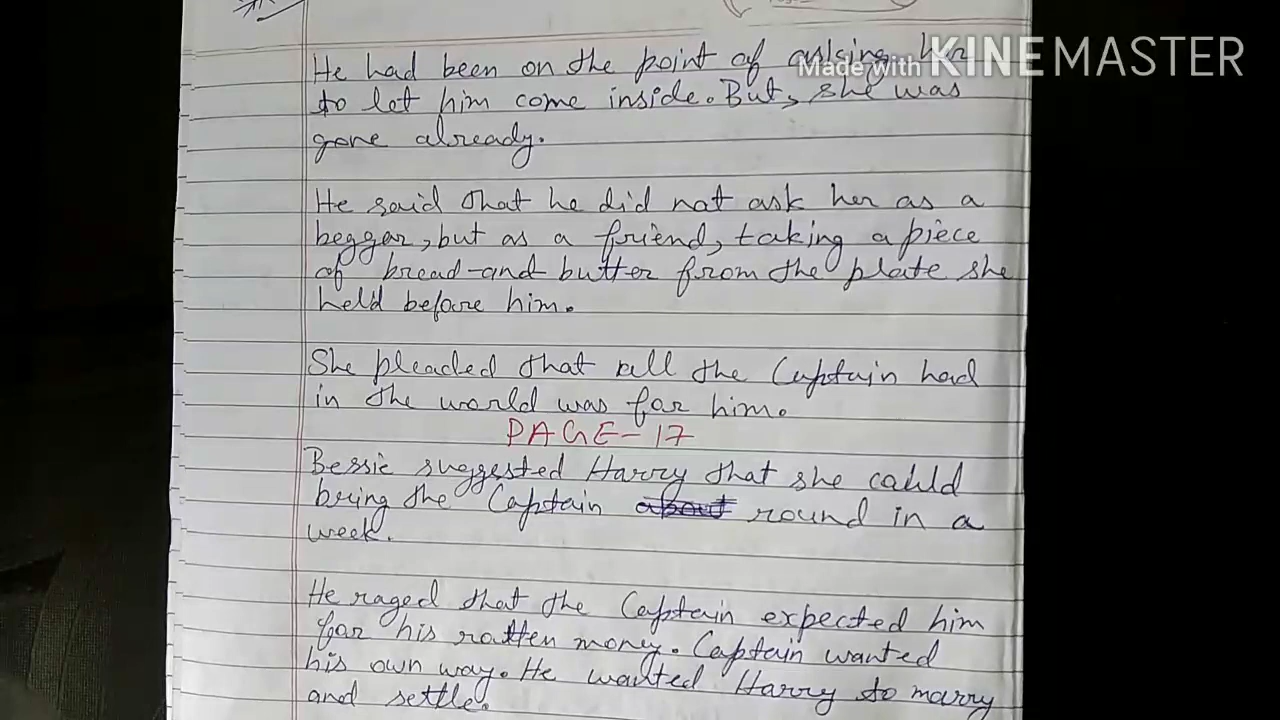 He had been on the point of asking her
Made with KINEMASTER
to let him come inside. But, she was
gone already.
He said that he did not ask her as a
beggar, but as a friend, taking a piece
of bread-and butter from the plate she
held before him.
She pleaded that all the Captain had
in the world was for him.
PAGE-17
Bessie suggested Harry that she could
bring the Captain about round in a
week.
He raged that the Captain expected him
for his rotten money. Captain wanted
his own way. He wanted Harry to marry
and settle.